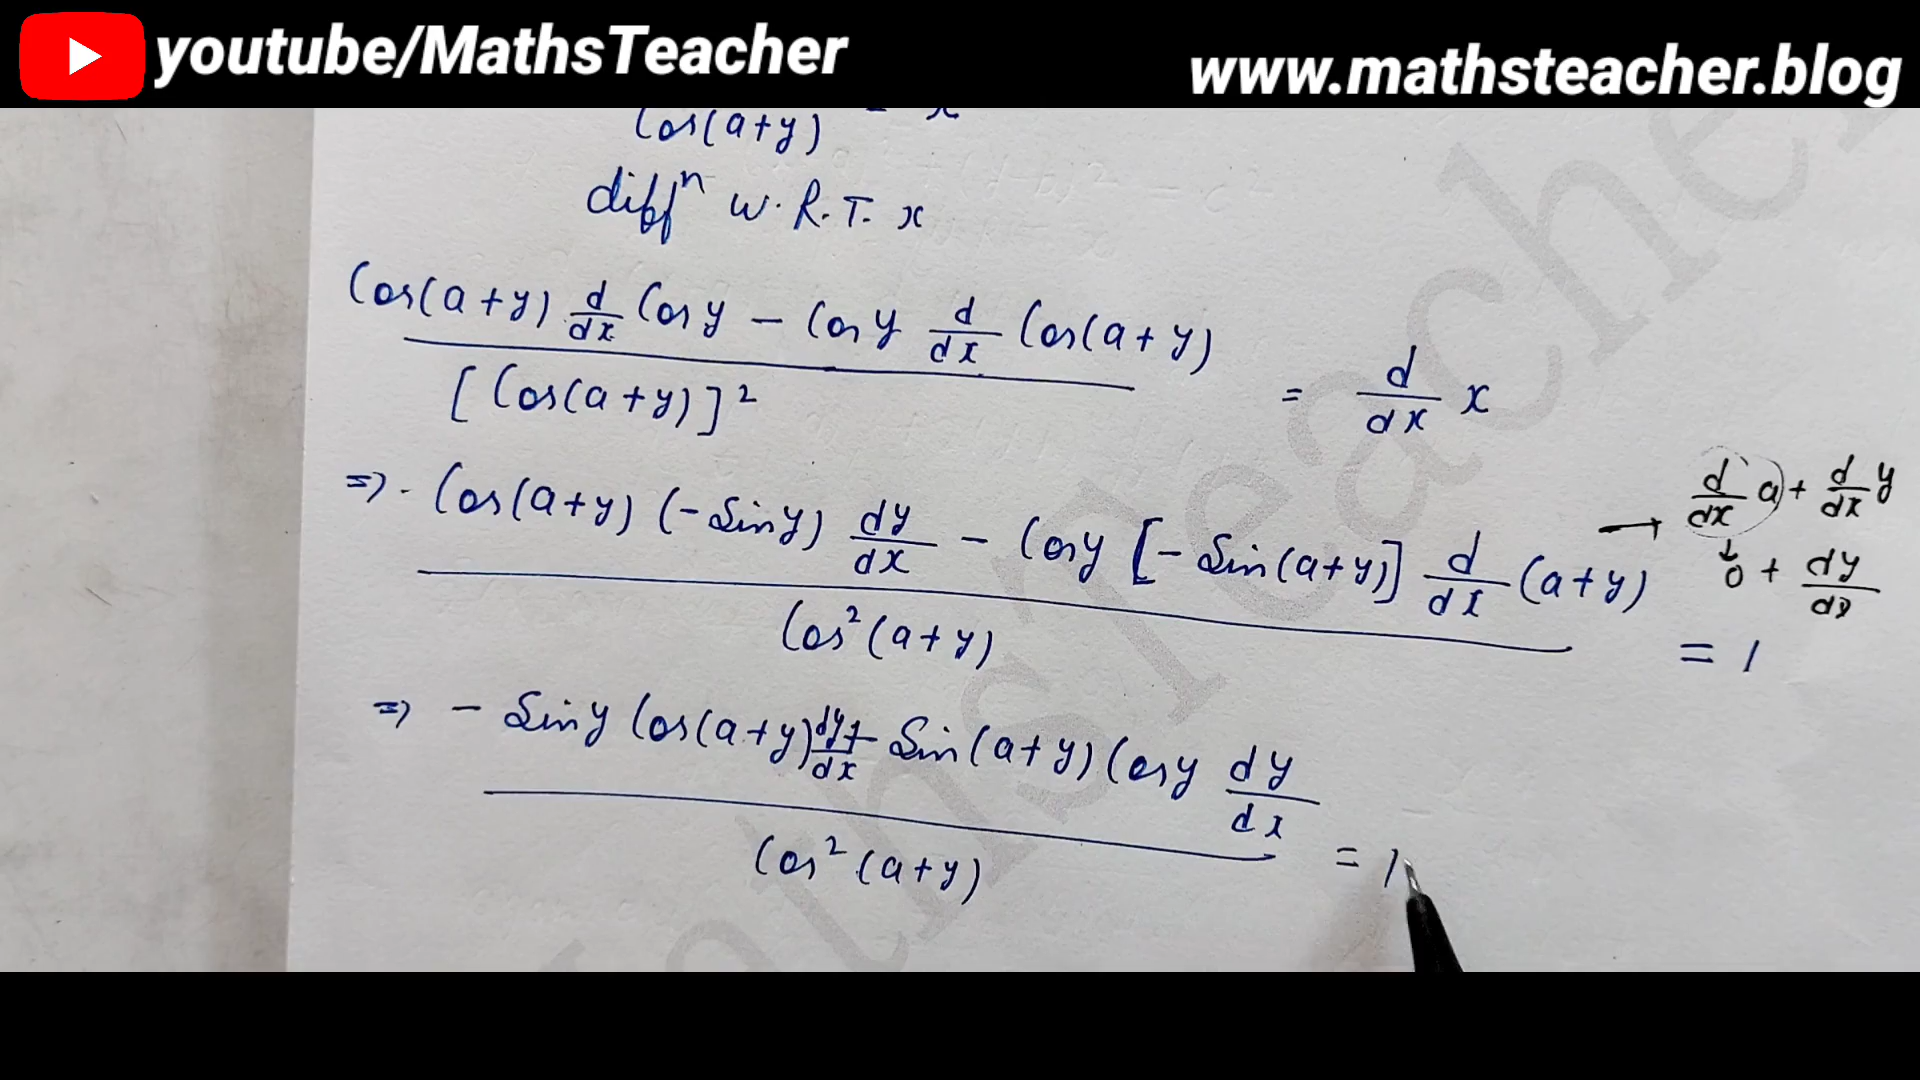 youtube/MathsTeacher
www.mathsteacher.blog
Cos(a+y) = x
diffⁿ W.R.T. x
Cos(a+y) d/dx Cos y - Cos y d/dx Cos(a+y)
[Cos(a+y)]² = d/dx x
⇒ Cos(a+y) (-Sin y) dy/dx - Cos y [-Sin(a+y)] d/dx (a+y) → d/dx a + d/dx y
↓ 0 + dy/dx
Cos²(a+y) = 1
⇒ - Sin y Cos(a+y) dy/dx + Sin(a+y) Cos y dy/dx
Cos²(a+y) = 1